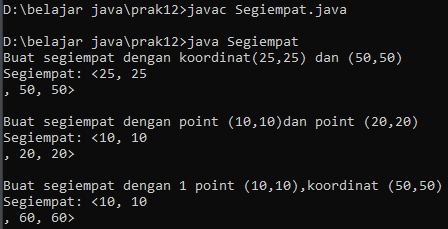 D:\belajar java\prak12>javac Segiempat.java
D:\belajar java\prak12>java Segiempat
Buat segiempat dengan koordinat(25,25) dan (50,50)
Segiempat: <25, 25
, 50, 50>
Buat segiempat dengan point (10,10)dan point (20,20)
Segiempat: <10, 10
, 20, 20>
Buat segiempat dengan 1 point (10,10),koordinat (50,50)
Segiempat: <10, 10
, 60, 60>